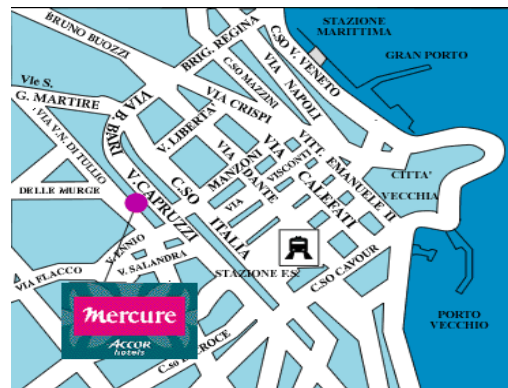 STAZIONE
MARITTIMA
GRAN PORTO
BRUNO BUOZZI
BRIG. REGINA
C.SO V. VENETO
VIA NAPOLI
C.SO MAZZINI
VIe S.
G. MARTIRE
VIA B. BARI
VIA CRISPI
V. LIBERTA
VIA V.N. DI TULLIO
MANZONI
VIA DANTE
VISCONTI
VIA CALEFATI
VITT. EMANUELE II
CITTA'
VECCHIA
DELLE MURGE
V. CAPRUZZI
C.SO ITALIA
VIA
V. ENNIO
V. SALANDRA
VIA FLACCO
STAZIONE F.S.
C.SO CAVOUR
PORTO
VECCHIO
Mercure
ACCOR
hotels
C.so B. CROCE